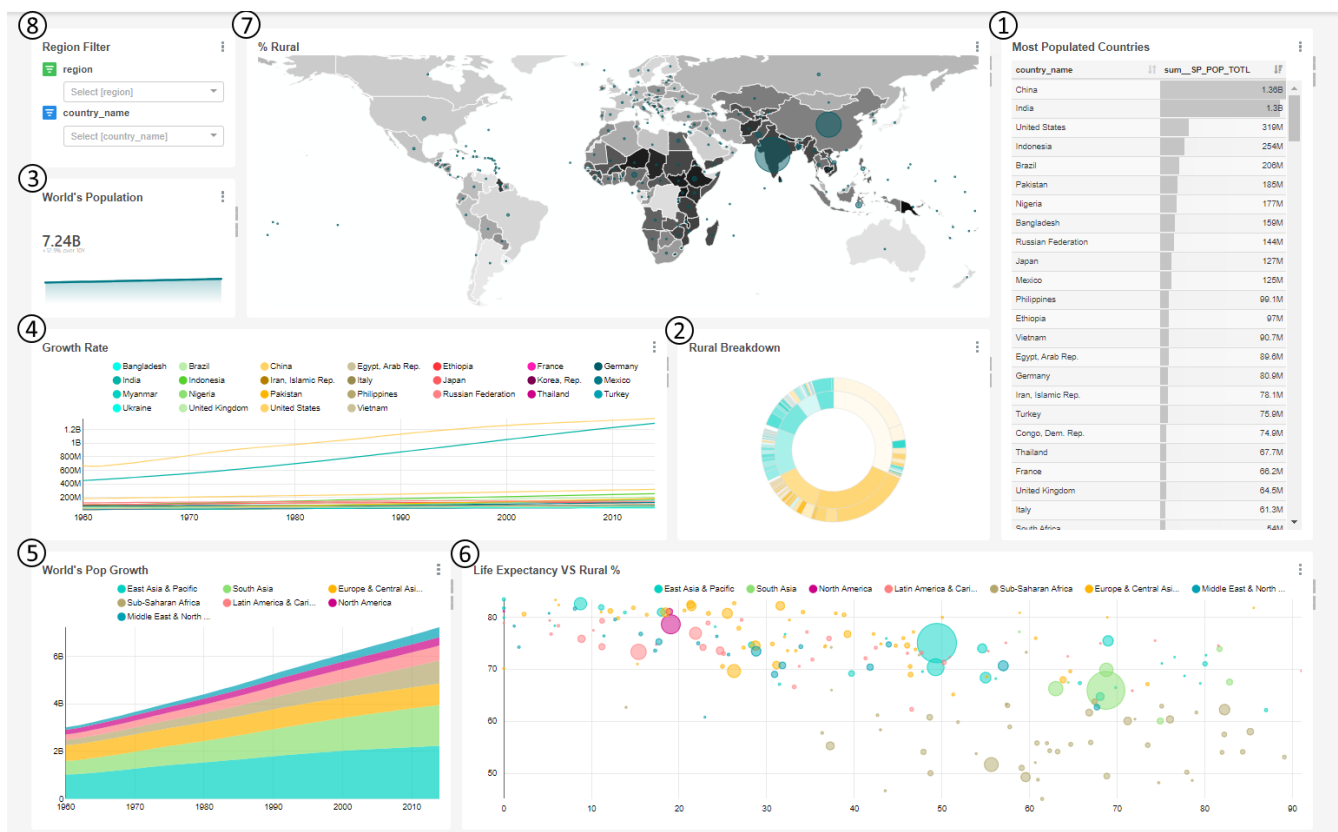 ⑧
Region Filter
region
Select [region]
country_name
Select [country_name]
⑦
% Rural
①
Most Populated Countries
country_name sum__SP_POP_TOTL
China 1.36B
India 1.3B
United States 319M
Indonesia 254M
Brazil 206M
Pakistan 185M
Nigeria 177M
Bangladesh 159M
Russian Federation 144M
Japan 127M
Mexico 125M
Philippines 99.1M
Ethiopia 97M
Vietnam 90.7M
Egypt, Arab Rep. 89.6M
Germany 80.9M
Iran, Islamic Rep. 78.1M
Turkey 75.9M
Congo, Dem. Rep. 74.9M
Thailand 67.7M
France 66.2M
United Kingdom 64.5M
Italy 61.3M
South Africa 54M
③
World's Population
7.24B
④
Growth Rate
Bangladesh Brazil China Egypt, Arab Rep. Ethiopia France Germany
India Indonesia Iran, Islamic Rep. Italy Japan Korea, Rep. Mexico
Myanmar Nigeria Pakistan Philippines Russian Federation Thailand Turkey
Ukraine United Kingdom United States Vietnam
1.2B
1B
800M
600M
400M
200M
1960 1970 1980 1990 2000 2010
②
Rural Breakdown
⑤
World's Pop Growth
East Asia & Pacific South Asia Europe & Central Asi...
Sub-Saharan Africa Latin America & Cari... North America
Middle East & North ...
6B
4B
2B
0
1960 1970 1980 1990 2000 2010
⑥
Life Expectancy VS Rural %
East Asia & Pacific South Asia North America Latin America & Cari... Sub-Saharan Africa Europe & Central Asi... Middle East & North ...
80
70
60
50
0 10 20 30 40 50 60 70 80 90